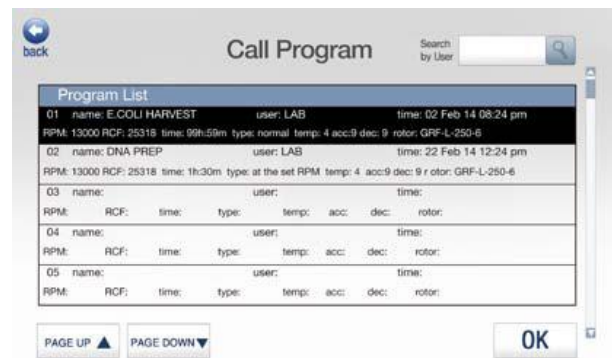 back
Call Program
Search
by User
Program List
01 name: E.COLI HARVEST user: LAB time: 02 Feb 14 08:24 pm
RPM: 13000 RCF: 25318 time: 99h:59m type: normal temp: 4 acc:9 dec: 9 rotor: GRF-L-250-6
02 name: DNA PREP user: LAB time: 22 Feb 14 12:24 pm
RPM: 13000 RCF: 25318 time: 1h:30m type: at the set RPM temp: 4 acc:9 dec: 9 r otor: GRF-L-250-6
03 name: user: time:
RPM: RCF: time: type: temp: acc: dec: rotor:
04 name: user: time:
RPM: RCF: time: type: temp: acc: dec: rotor:
05 name: user: time:
RPM: RCF: time: type: temp: acc: dec: rotor:
PAGE UP PAGE DOWN OK